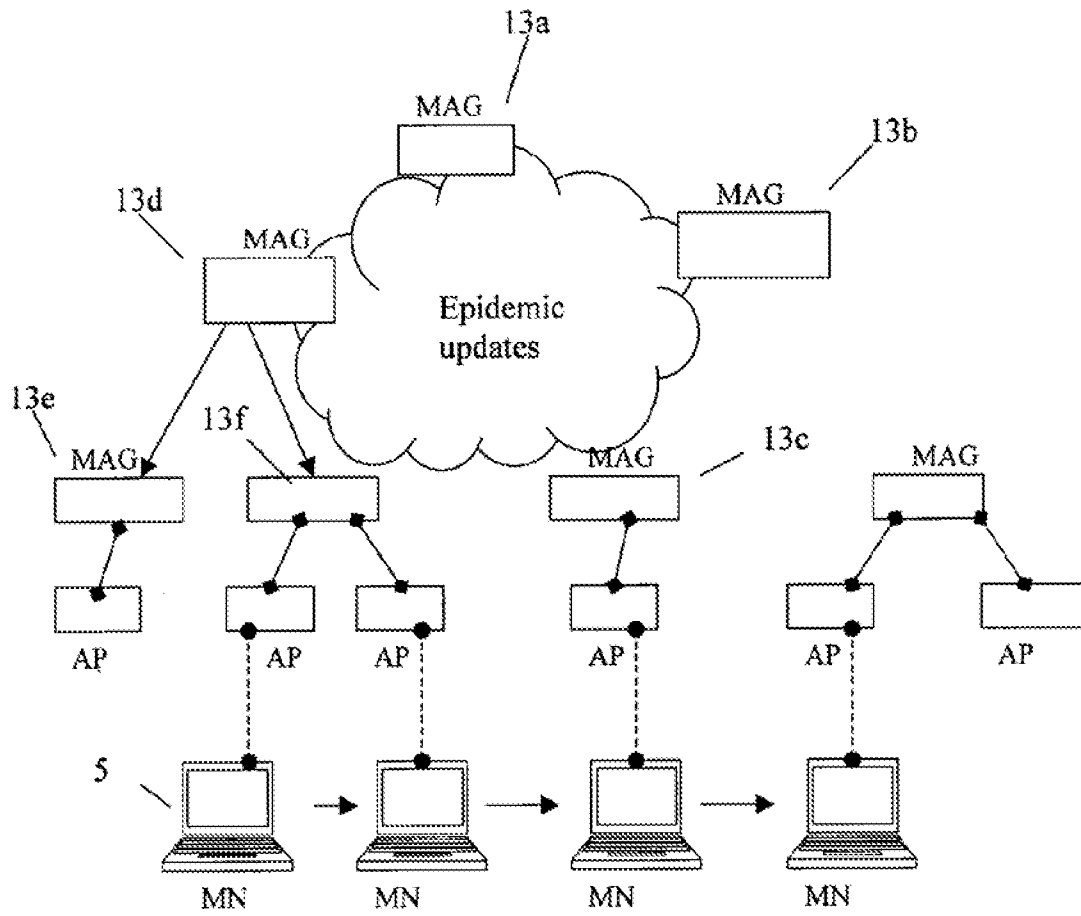 13a
MAG
13b
MAG
13d
MAG
Epidemic
updates
13e
13f
MAG
MAG
13c
MAG
AP
AP
AP
AP
AP
AP
5
MN
MN
MN
MN